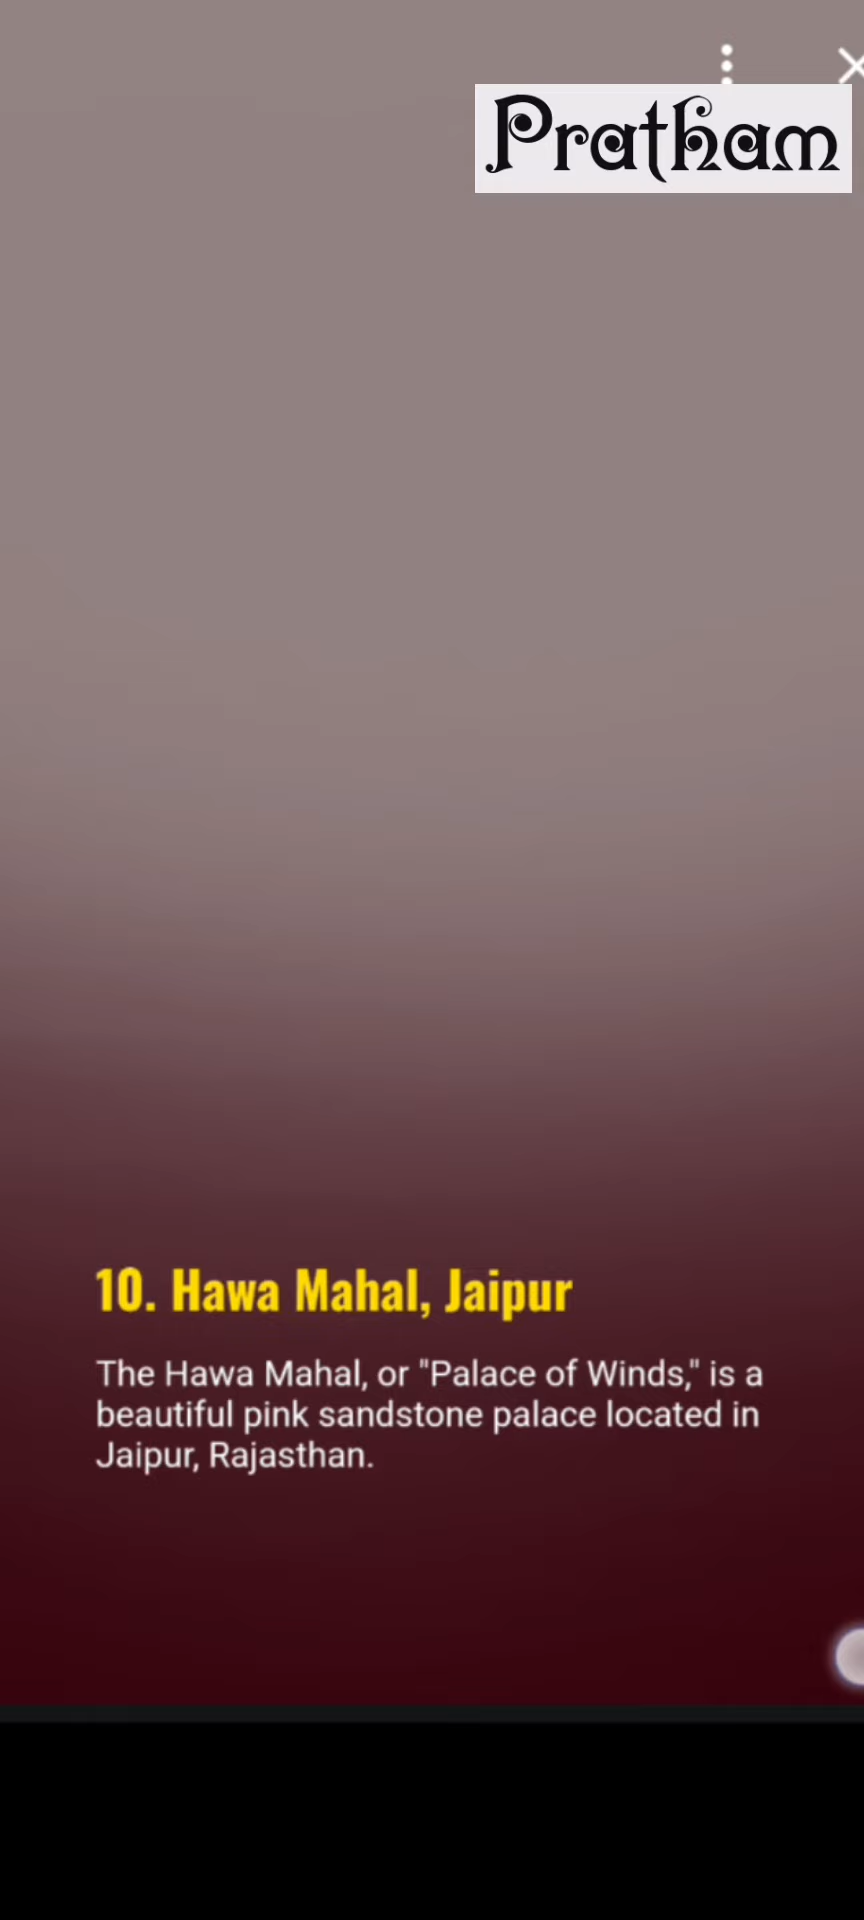 Pratham
10. Hawa Mahal, Jaipur
The Hawa Mahal, or "Palace of Winds," is a
beautiful pink sandstone palace located in
Jaipur, Rajasthan.